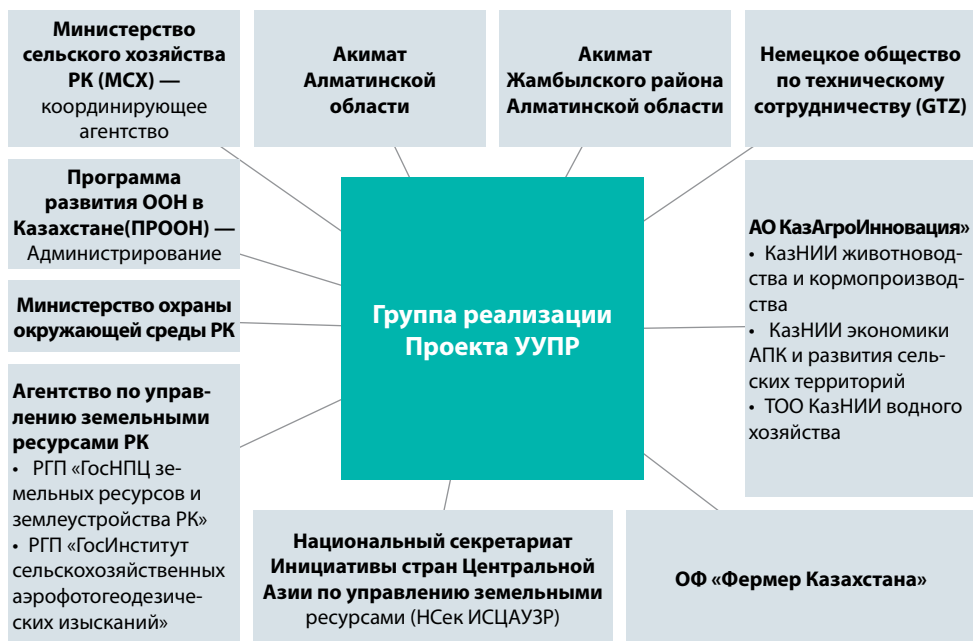 Министерство
сельского хозяйства
РК (МСХ) —
координирующее
агентство
Акимат
Алматинской
области
Акимат
Жамбылского района
Алматинской области
Немецкое общество
по техническому
сотрудничеству (GTZ)
Программа
развития ООН в
Казахстане(ПРООН) —
Администрирование
Министерство охраны
окружающей среды РК
Агентство по управ-
лению земельными
ресурсами РК
• РГП «ГосНПЦ зе-
мельных ресурсов и
землеустройства РК»
• РГП «ГосИнститут
сельскохозяйственных
аэрофотогеодезиче-
ских изысканий»
Группа реализации
Проекта УУПР
АО КазАгроИнновация»
• КазНИИ животновод-
ства и кормопроизвод-
ства
• КазНИИ экономики
АПК и развития сель-
ских территорий
• ТОО КазНИИ водного
хозяйства
Национальный секретариат
Инициативы стран Центральной
Азии по управлению земельными
ресурсами (НСек ИСЦАУЗР)
ОФ «Фермер Казахстана»